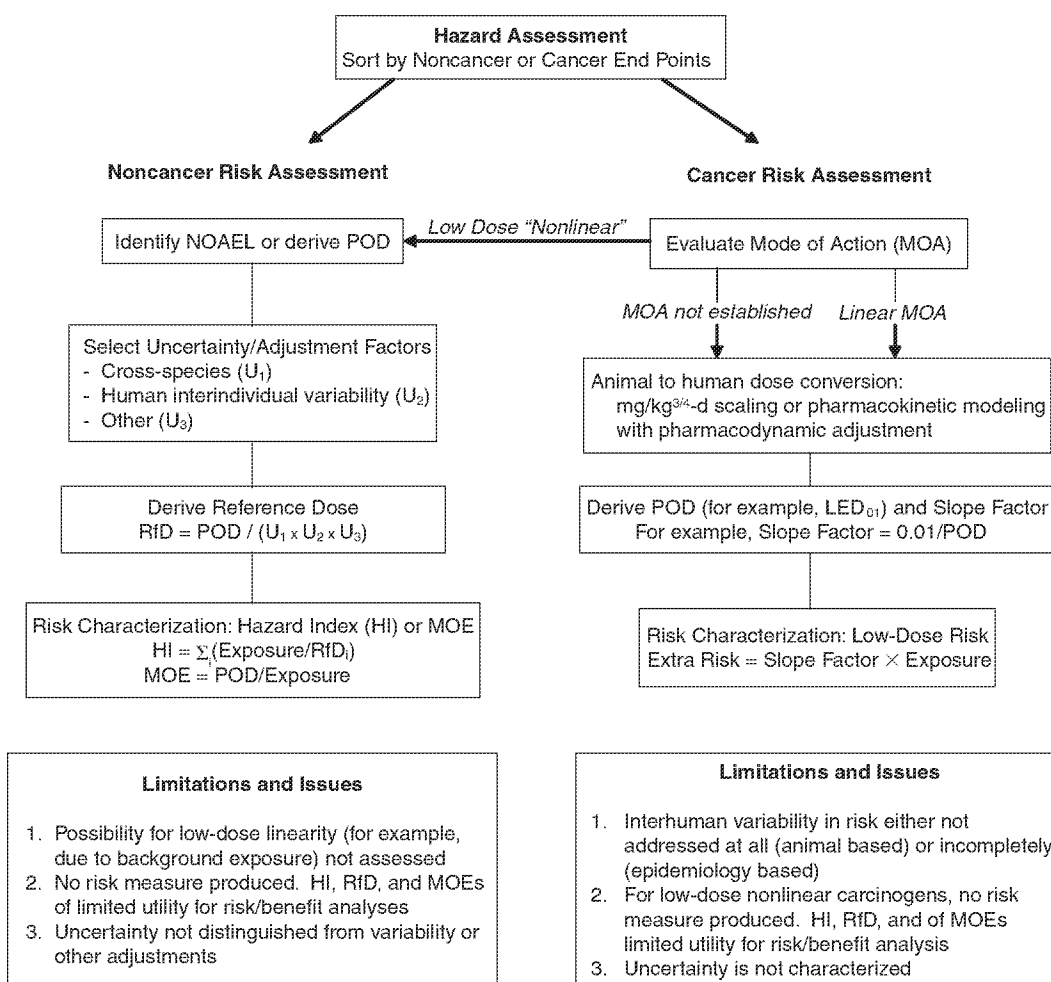 Hazard Assessment
Sort by Noncancer or Cancer End Points
Noncancer Risk Assessment
Cancer Risk Assessment
Identify NOAEL or derive POD
Low Dose “Nonlinear”
Evaluate Mode of Action (MOA)
MOA not established
Linear MOA
Select Uncertainty/Adjustment Factors
- Cross-species (U₁)
- Human interindividual variability (U₂)
- Other (U₃)
Animal to human dose conversion:
mg/kg³ᐟ⁴-d scaling or pharmacokinetic modeling
with pharmacodynamic adjustment
Derive Reference Dose
RfD = POD / (U₁ x U₂ x U₃)
Derive POD (for example, LED₀₁) and Slope Factor
For example, Slope Factor = 0.01/POD
Risk Characterization: Hazard Index (HI) or MOE
HI = Σᵢ(Exposure/RfDᵢ)
MOE = POD/Exposure
Risk Characterization: Low-Dose Risk
Extra Risk = Slope Factor × Exposure
Limitations and Issues
1. Possibility for low-dose linearity (for example,
due to background exposure) not assessed
2. No risk measure produced. HI, RfD, and MOEs
of limited utility for risk/benefit analyses
3. Uncertainty not distinguished from variability or
other adjustments
Limitations and Issues
1. Interhuman variability in risk either not
addressed at all (animal based) or incompletely
(epidemiology based)
2. For low-dose nonlinear carcinogens, no risk
measure produced. HI, RfD, and of MOEs
limited utility for risk/benefit analysis
3. Uncertainty is not characterized